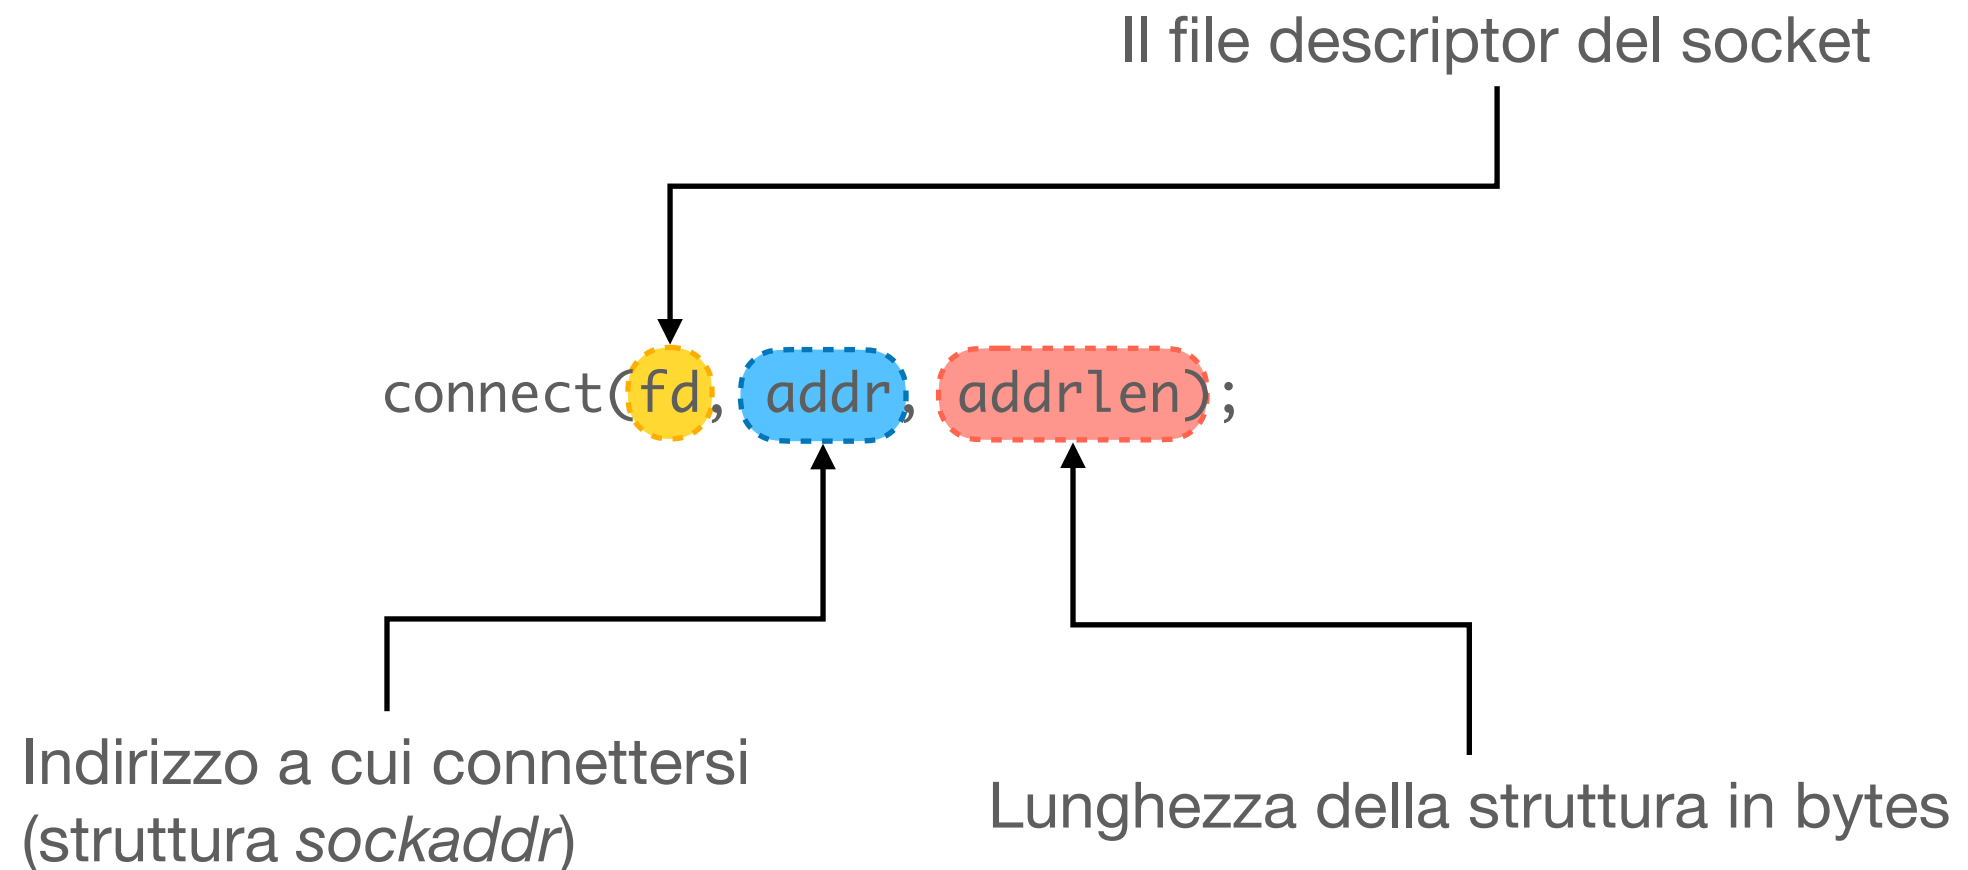 Il file descriptor del socket
connect(fd, addr, addrlen);
Indirizzo a cui connettersi
(struttura sockaddr)
Lunghezza della struttura in bytes